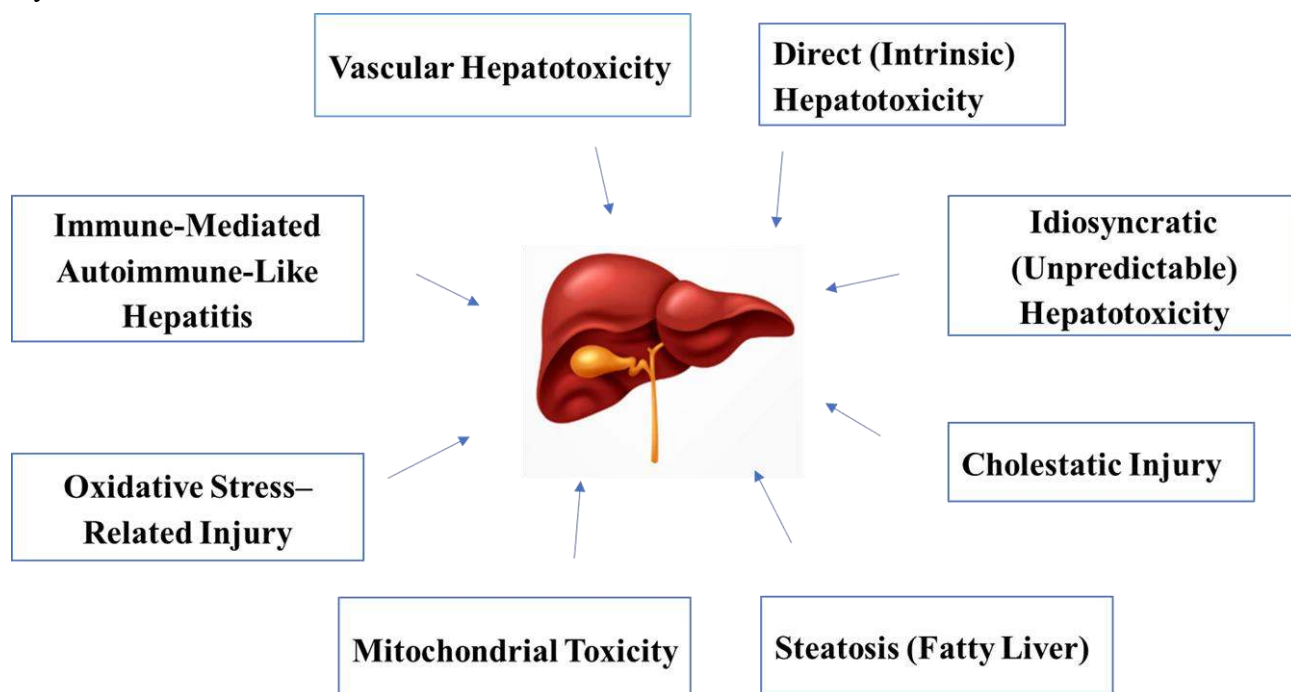 Vascular Hepatotoxicity
Direct (Intrinsic)
Hepatotoxicity
Immune-Mediated
Autoimmune-Like
Hepatitis
Idiosyncratic
(Unpredictable)
Hepatotoxicity
Oxidative Stress–
Related Injury
Cholestatic Injury
Mitochondrial Toxicity
Steatosis (Fatty Liver)